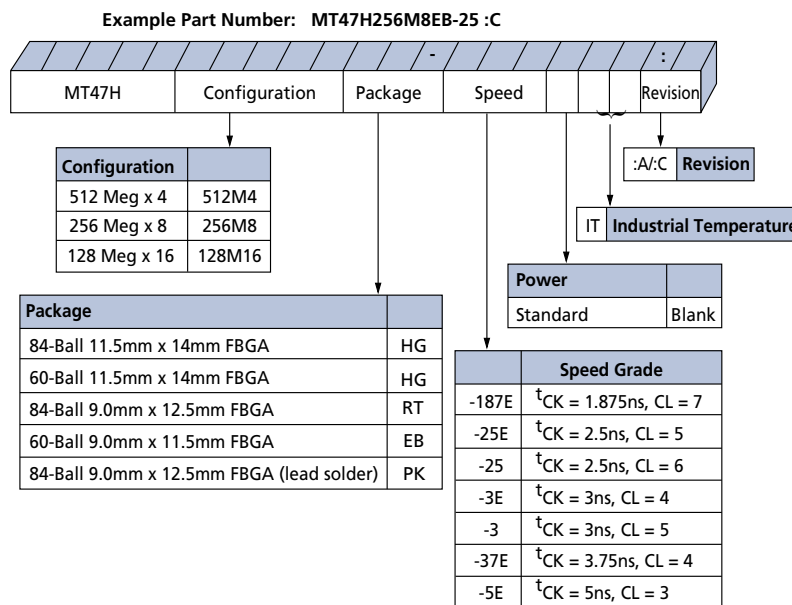 Example Part Number: MT47H256M8EB-25 :C
- :
MT47H Configuration Package Speed Revision
:A/:C Revision
IT Industrial Temperature
Configuration
512 Meg x 4 512M4
256 Meg x 8 256M8
128 Meg x 16 128M16
Power
Standard Blank
Package
84-Ball 11.5mm x 14mm FBGA HG
60-Ball 11.5mm x 14mm FBGA HG
84-Ball 9.0mm x 12.5mm FBGA RT
60-Ball 9.0mm x 11.5mm FBGA EB
84-Ball 9.0mm x 12.5mm FBGA (lead solder) PK
Speed Grade
-187E tCK = 1.875ns, CL = 7
-25E tCK = 2.5ns, CL = 5
-25 tCK = 2.5ns, CL = 6
-3E tCK = 3ns, CL = 4
-3 tCK = 3ns, CL = 5
-37E tCK = 3.75ns, CL = 4
-5E tCK = 5ns, CL = 3